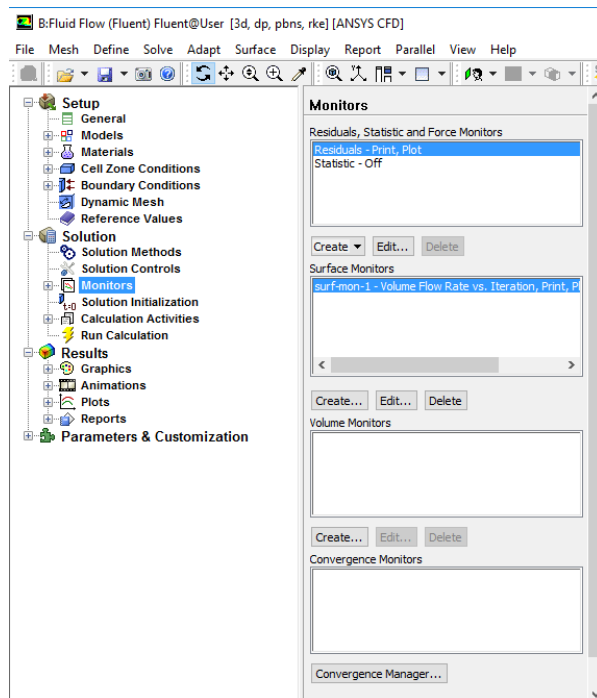 B:Fluid Flow (Fluent) Fluent@User [3d, dp, pbns, rke] [ANSYS CFD]
File Mesh Define Solve Adapt Surface Display Report Parallel View Help
Setup
General
Models
Materials
Cell Zone Conditions
Boundary Conditions
Dynamic Mesh
Reference Values
Solution
Solution Methods
Solution Controls
Monitors
t=0 Solution Initialization
Calculation Activities
Run Calculation
Results
Graphics
Animations
Plots
Reports
Parameters & Customization
Monitors
Residuals, Statistic and Force Monitors
Residuals - Print, Plot
Statistic - Off
Create Edit... Delete
Surface Monitors
surf-mon-1 - Volume Flow Rate vs. Iteration, Print, Pl
Create... Edit... Delete
Volume Monitors
Create... Edit... Delete
Convergence Monitors
Convergence Manager...